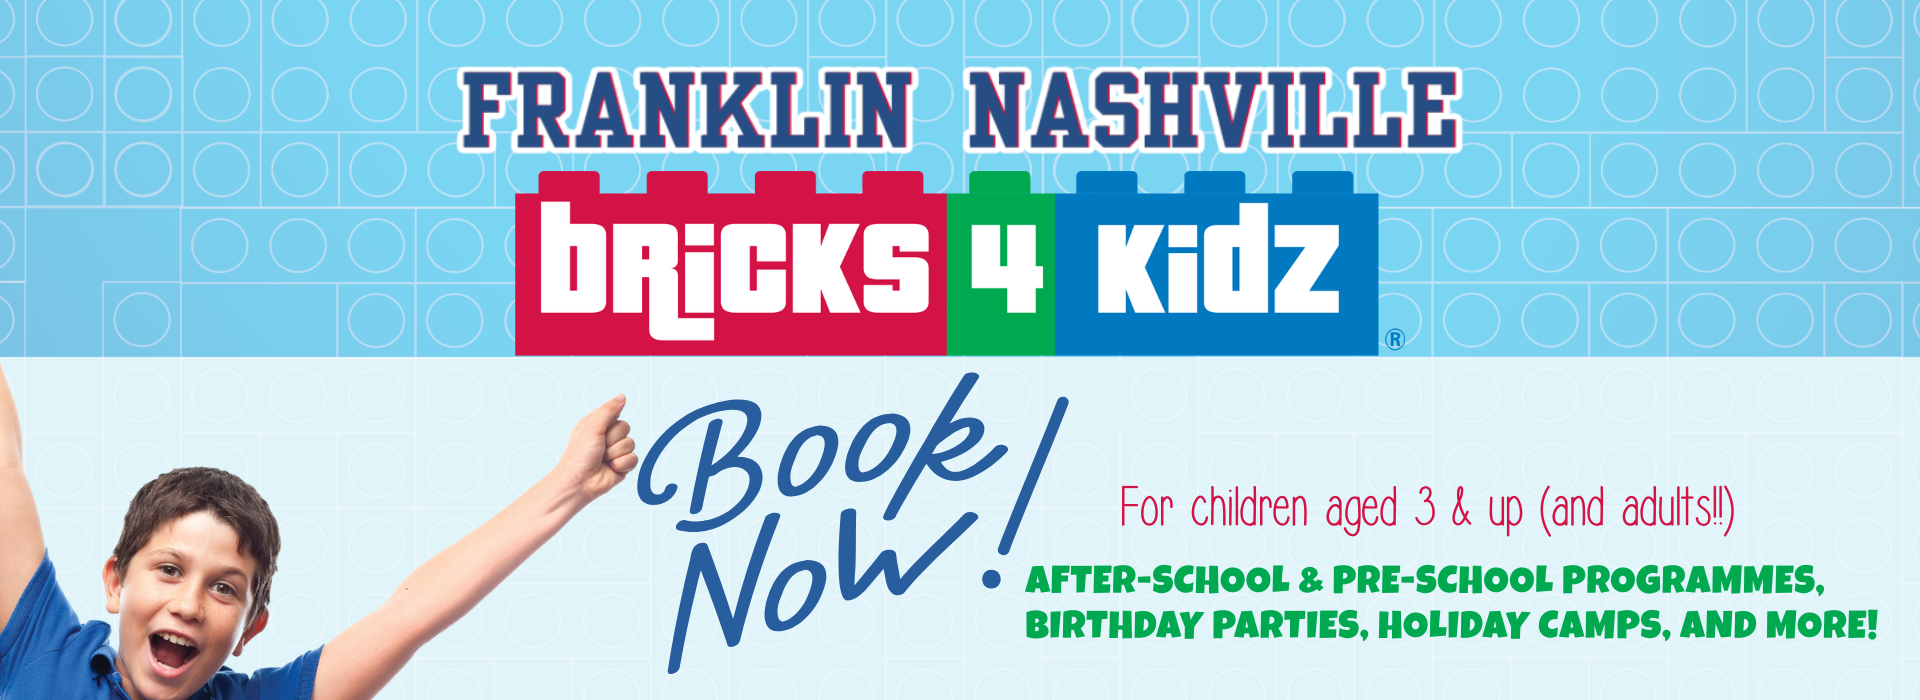 FRANKLIN NASHVILLE
bRicKS 4 Kidz ®
Book
Now!
For children aged 3 & up (and adults!!)
AFTER-SCHOOL & PRE-SCHOOL PROGRAMMES,
BIRTHDAY PARTIES, HOLIDAY CAMPS, AND MORE!